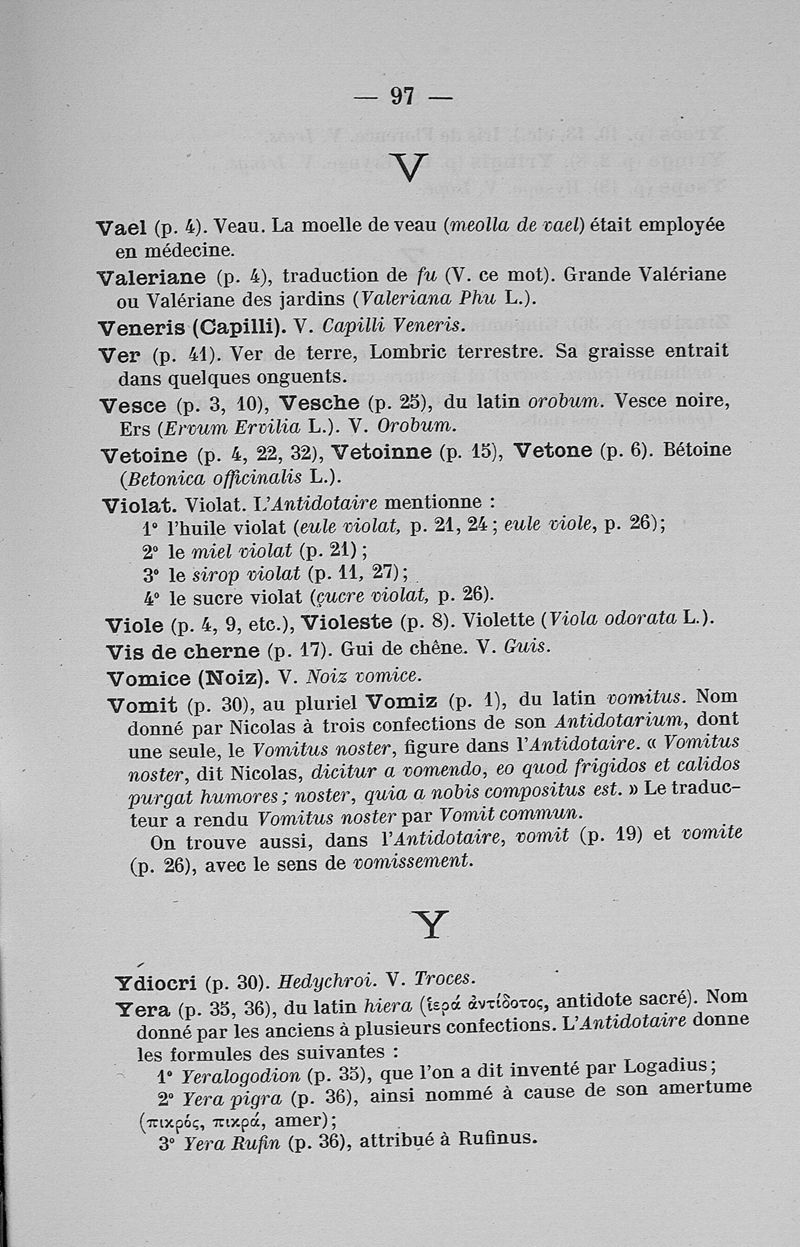 — 97 —
V
Vael (p. 4). Veau. La moelle de veau (meolla de vael) était employée
en médecine.
Valeriane (p. 4), traduction de fu (V. ce mot). Grande Valériane
ou Valériane des jardins (Valeriana Phu L.).
Veneris (Capilli). V. Capilli Veneris.
Ver (p. 41). Ver de terre, Lombric terrestre. Sa graisse entrait
dans quelques onguents.
Vesce (p. 3, 10), Vesche (p. 25), du latin orobum. Vesce noire,
Ers (Ervum Ervilia L.). V. Orobum.
Vetoine (p. 4, 22, 32), Vetoinne (p. 15), Vetone (p. 6). Bétoine
(Betonica officinalis L.).
Violat. Violat. L'Antidotaire mentionne :
1° l'huile violat (eule violat, p. 21, 24 ; eule viole, p. 26);
2° le miel violat (p. 21) ;
3° le sirop violat (p. 11, 27) ;
4° le sucre violat (çucre violat, p. 26).
Viole (p. 4, 9, etc.), Violeste (p. 8). Violette (Viola odorata L.).
Vis de cherne (p. 17). Gui de chêne. V. Guis.
Vomice (Noiz). V. Noiz vomice.
Vomit (p. 30), au pluriel Vomiz (p. 1), du latin vomitus. Nom
donné par Nicolas à trois confections de son Antidotarium, dont
une seule, le Vomitus noster, figure dans l'Antidotaire. « Vomitus
noster, dit Nicolas, dicitur a vomendo, eo quod frigidos et calidos
purgat humores ; noster, quia a nobis compositus est. » Le traduc-
teur a rendu Vomitus noster par Vomit commun.
On trouve aussi, dans l'Antidotaire, vomit (p. 19) et vomite
(p. 26), avec le sens de vomissement.
Y
Ydiocri (p. 30). Hedychroi. V. Troces.
Yera (p. 35, 36), du latin hiera (ἱερά ἀντίδοτος, antidote sacré). Nom
donné par les anciens à plusieurs confections. L'Antidotaire donne
les formules des suivantes :
1° Yeralogodion (p. 35), que l'on a dit inventé par Logadius ;
2° Yera pigra (p. 36), ainsi nommé à cause de son amertume
(πικρός, πικρά, amer) ;
3° Yera Rufin (p. 36), attribué à Rufinus.